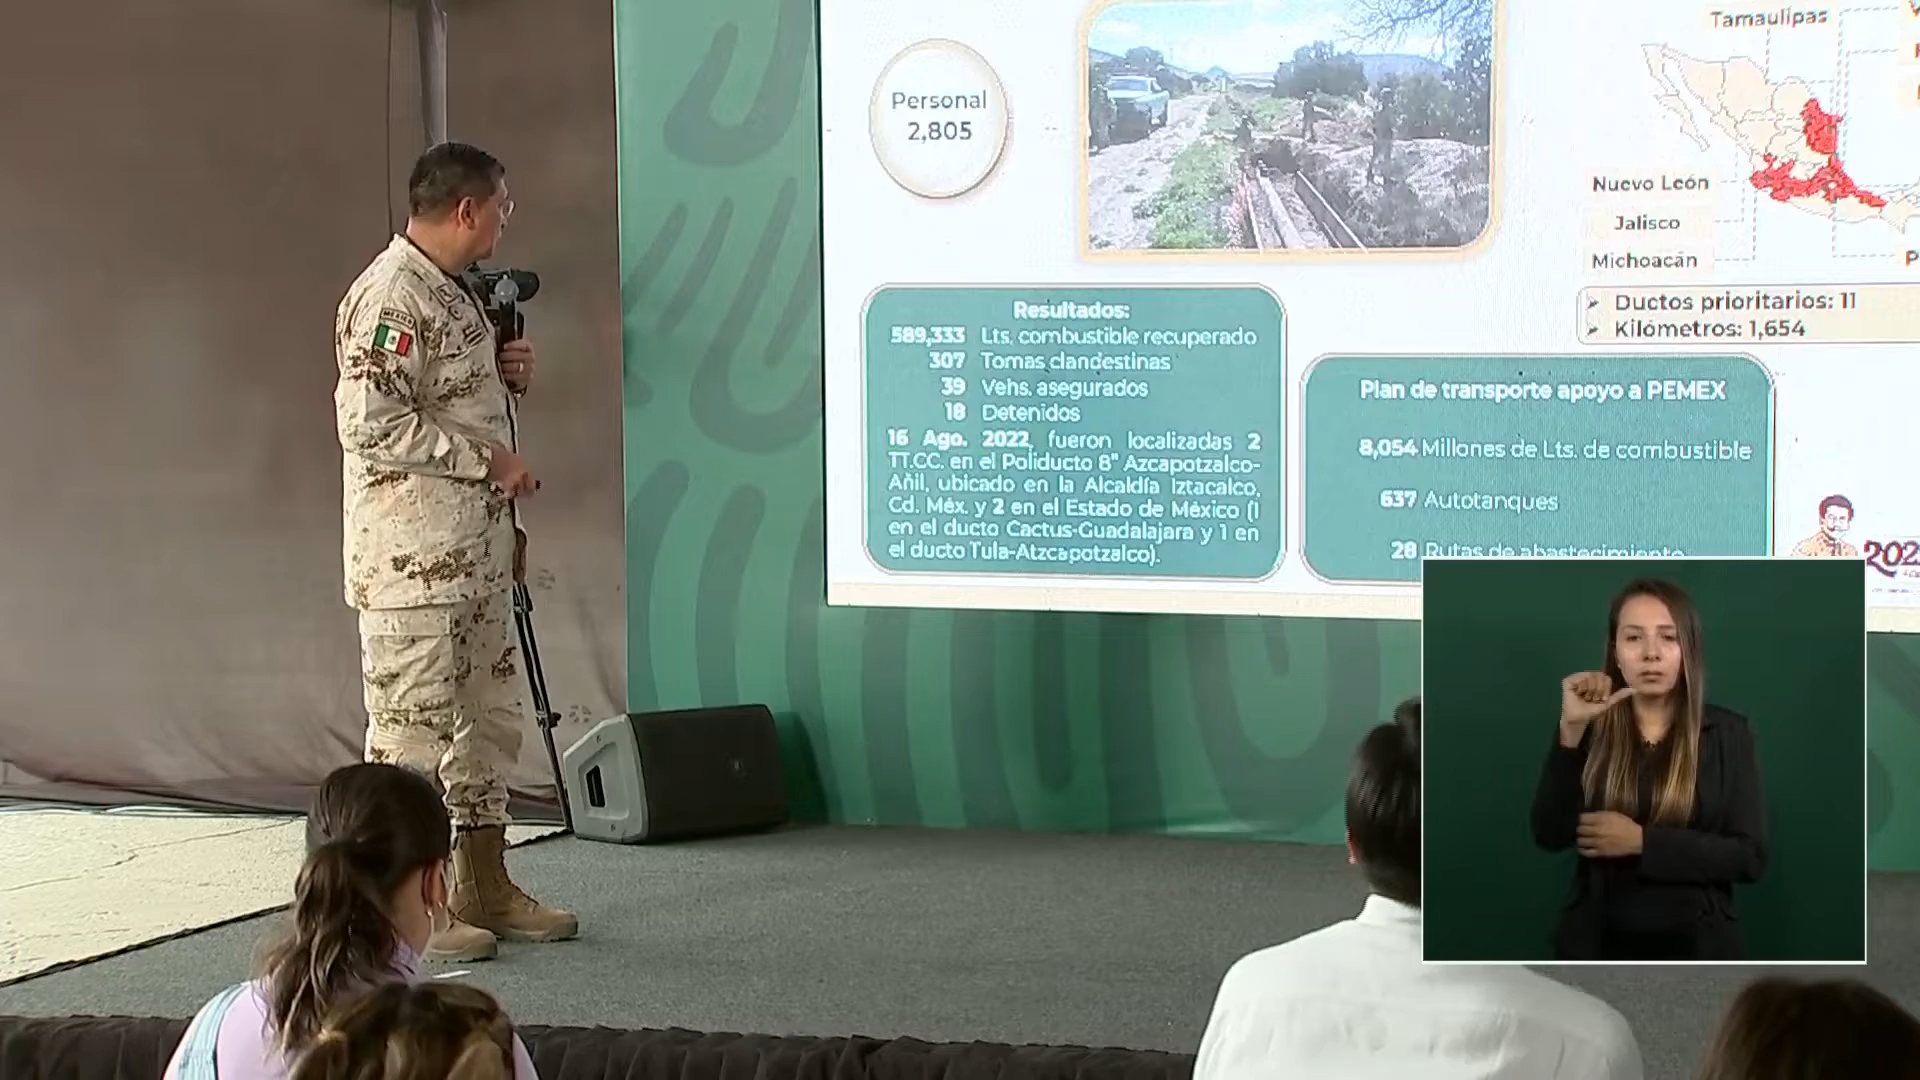 Tamaulipas
Personal
2,805
Nuevo León
Jalisco
Michoacán
Ductos prioritarios: 11
Kilómetros: 1,654
Resultados:
589,333 Lts. combustible recuperado
307 Tomas clandestinas
39 Vehs. asegurados
18 Detenidos
16 Ago. 2022, fueron localizadas 2
TT.CC. en el Poliducto 8" Azcapotzalco-
Añil, ubicado en la Alcaldía Iztacalco,
Cd. Méx. y 2 en el Estado de México (1
en el ducto Cactus-Guadalajara y 1 en
el ducto Tula-Atzcapotzalco).
Plan de transporte apoyo a PEMEX
8,054 Millones de Lts. de combustible
637 Autotanques
28 Rutas de abastecimiento
MÉXICO